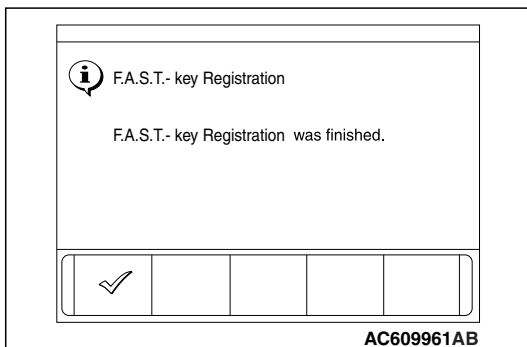 F.A.S.T.- key Registration
F.A.S.T.- key Registration was finished.
AC609961AB